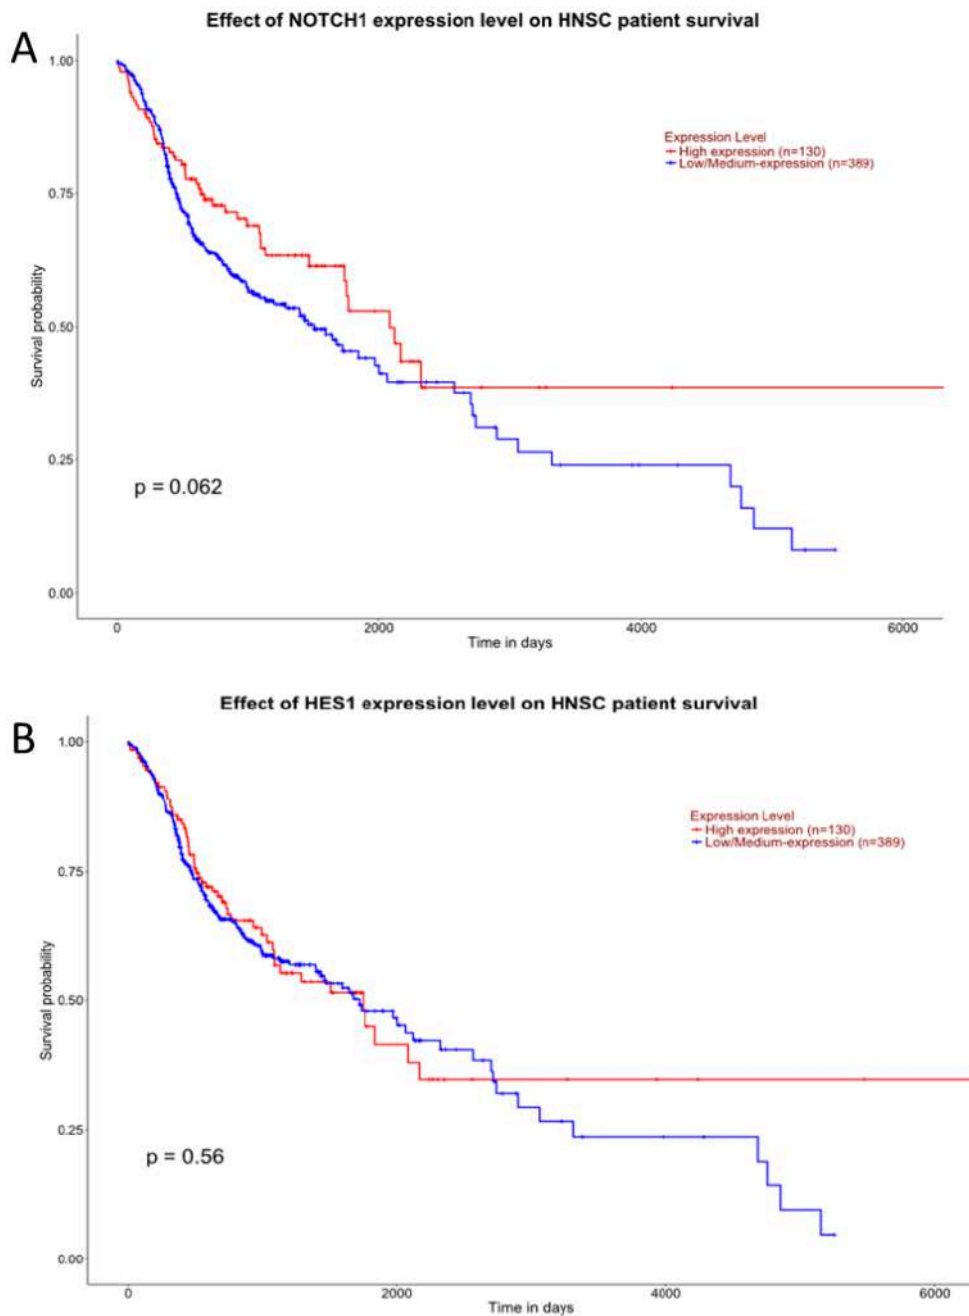 Effect of NOTCH1 expression level on HNSC patient survival
A
1.00
Expression Level
High expression (n=130)
Low/Medium-expression (n=389)
0.75
Survival probability
0.50
0.25
p = 0.062
0.00
0
2000
4000
6000
Time in days
Effect of HES1 expression level on HNSC patient survival
B
1.00
Expression Level
High expression (n=130)
Low/Medium-expression (n=389)
0.75
Survival probability
0.50
0.25
p = 0.56
0.00
0
2000
4000
6000
Time in days